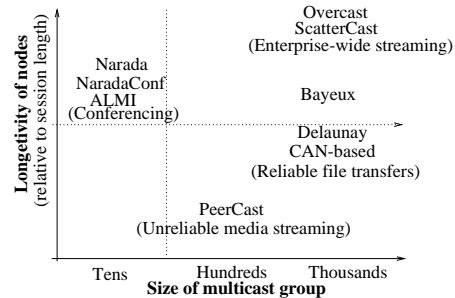 Overcast
ScatterCast
(Enterprise-wide streaming)
Narada
NaradaConf
ALMI
(Conferencing)
Bayeux
Delaunay
CAN-based
(Reliable file transfers)
PeerCast
(Unreliable media streaming)
Longetivity of nodes
(relative to session length)
Tens
Hundreds
Thousands
Size of multicast group